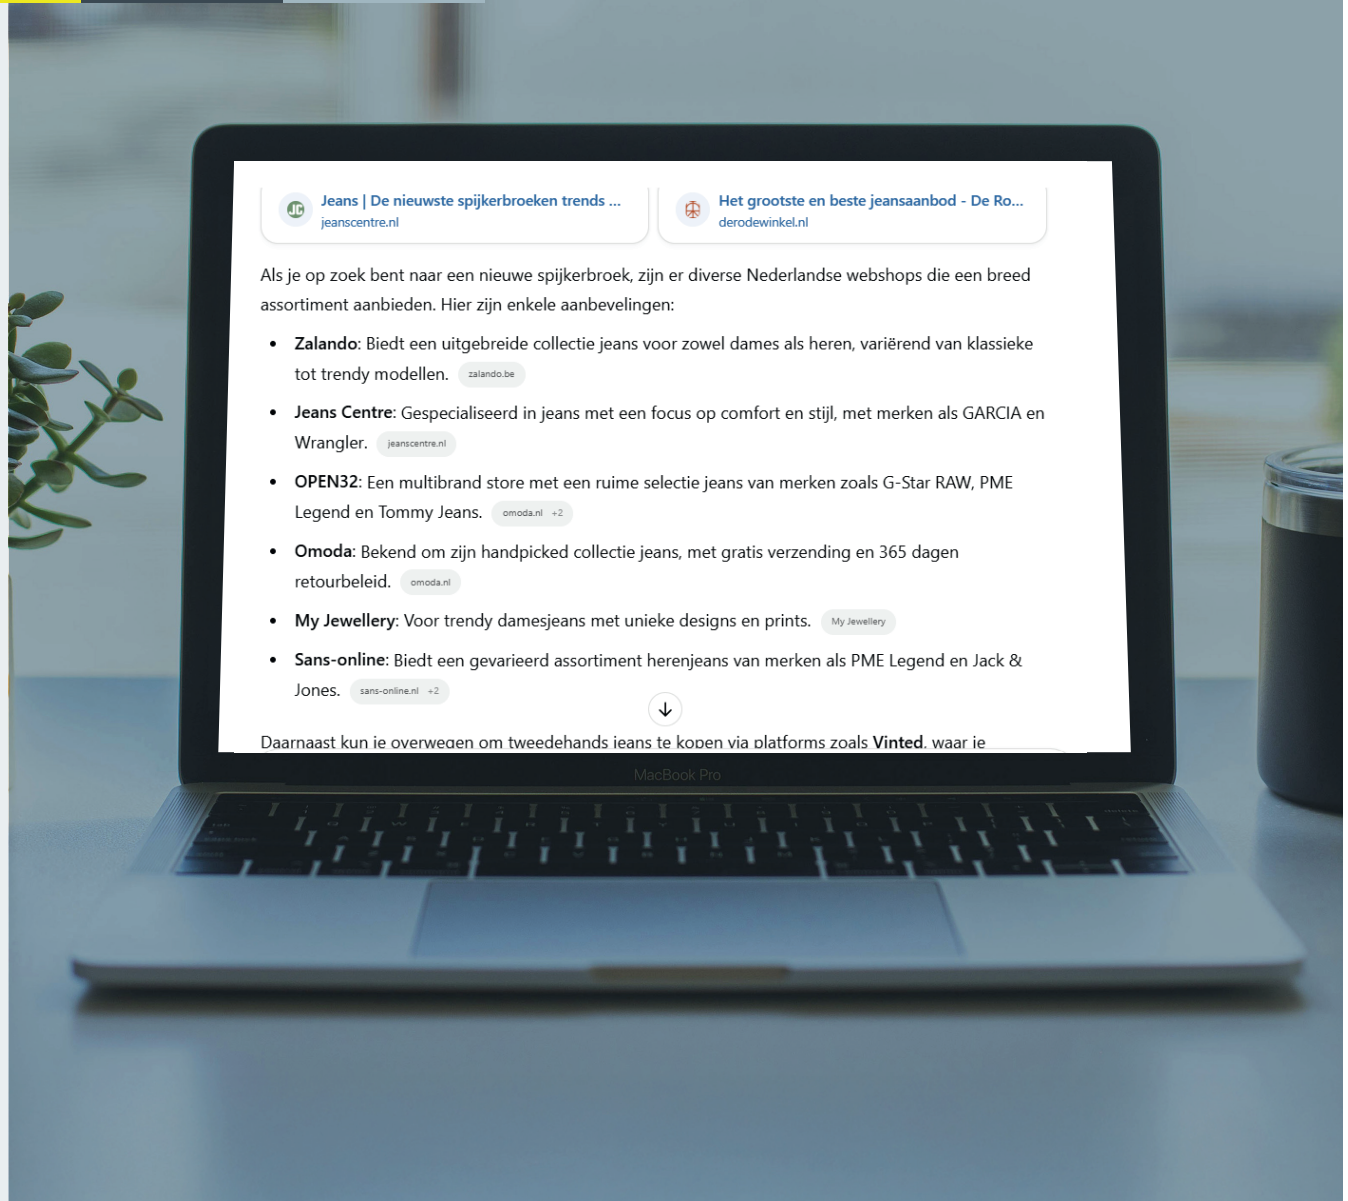 Jeans | De nieuwste spijkerbroeken trends ...
jeanscentre.nl
Het grootste en beste jeansaanbod - De Ro...
derodewinkel.nl
Als je op zoek bent naar een nieuwe spijkerbroek, zijn er diverse Nederlandse webshops die een breed
assortiment aanbieden. Hier zijn enkele aanbevelingen:
• Zalando: Biedt een uitgebreide collectie jeans voor zowel dames als heren, variërend van klassieke
tot trendy modellen. zalando.be
• Jeans Centre: Gespecialiseerd in jeans met een focus op comfort en stijl, met merken als GARCIA en
Wrangler. jeanscentre.nl
• OPEN32: Een multibrand store met een ruime selectie jeans van merken zoals G-Star RAW, PME
Legend en Tommy Jeans. omoda.nl +2
• Omoda: Bekend om zijn handpicked collectie jeans, met gratis verzending en 365 dagen
retourbeleid. omoda.nl
• My Jewellery: Voor trendy damesjeans met unieke designs en prints. My Jewellery
• Sans-online: Biedt een gevarieerd assortiment herenjeans van merken als PME Legend en Jack &
Jones. sans-online.nl +2
Daarnaast kun je overwegen om tweedehands jeans te kopen via platforms zoals Vinted, waar je
MacBook Pro